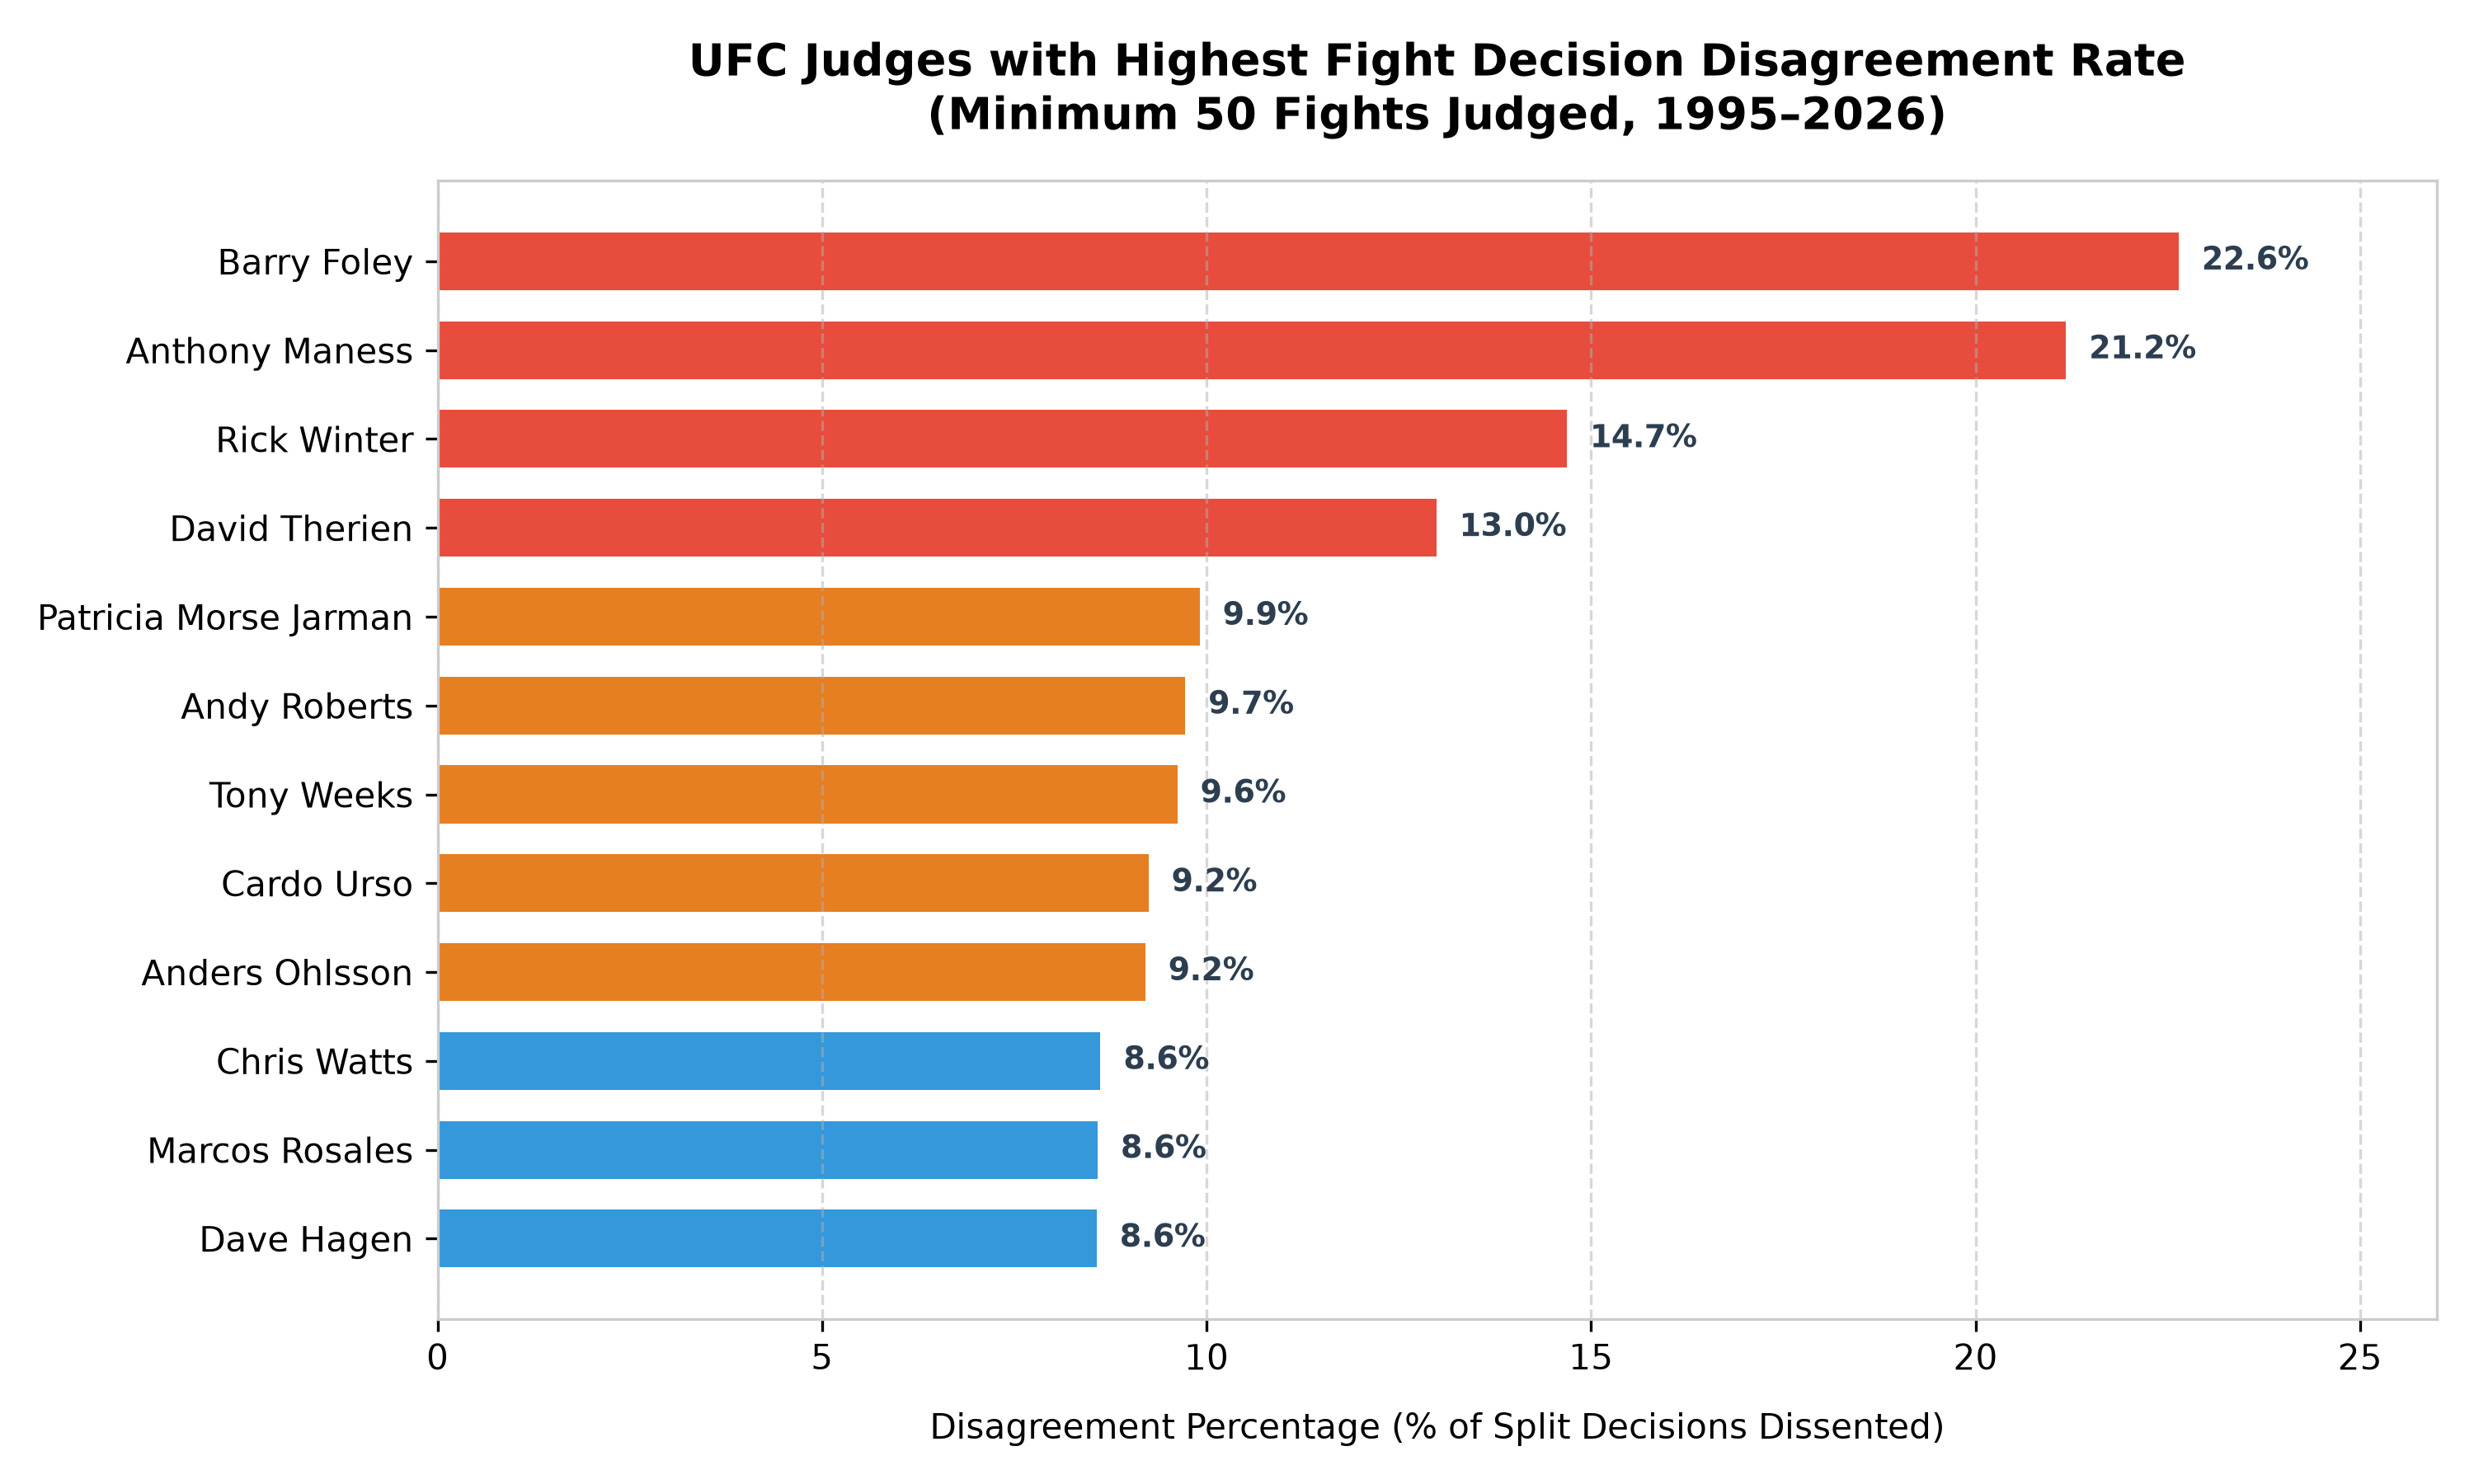 UFC Judges with Highest Fight Decision Disagreement Rate
(Minimum 50 Fights Judged, 1995–2026)
Barry Foley 22.6%
Anthony Maness 21.2%
Rick Winter 14.7%
David Therien 13.0%
Patricia Morse Jarman 9.9%
Andy Roberts 9.7%
Tony Weeks 9.6%
Cardo Urso 9.2%
Anders Ohlsson 9.2%
Chris Watts 8.6%
Marcos Rosales 8.6%
Dave Hagen 8.6%
0 5 10 15 20 25
Disagreement Percentage (% of Split Decisions Dissented)